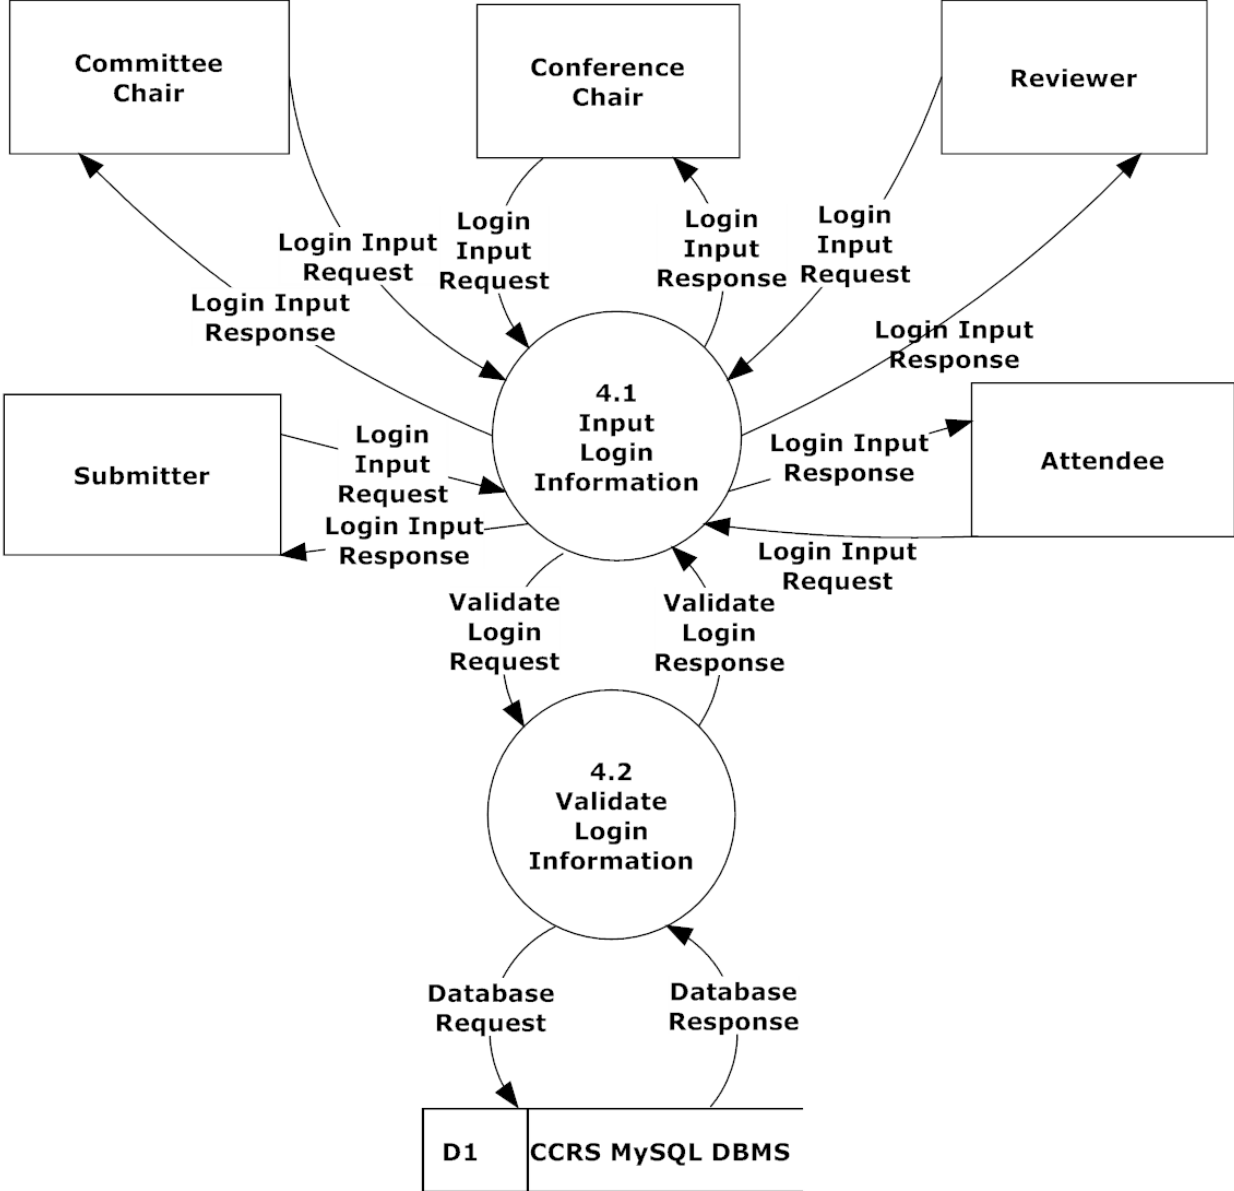 Committee
Chair
Conference
Chair
Reviewer
Login Input
Request
Login
Input
Request
Login
Input
Response
Login
Input
Request
Login Input
Response
Login Input
Response
4.1
Input
Login
Information
Submitter
Login
Input
Request
Login Input
Response
Login Input
Response
Attendee
Login Input
Request
Validate
Login
Request
Validate
Login
Response
4.2
Validate
Login
Information
Database
Request
Database
Response
D1
CCRS MySQL DBMS